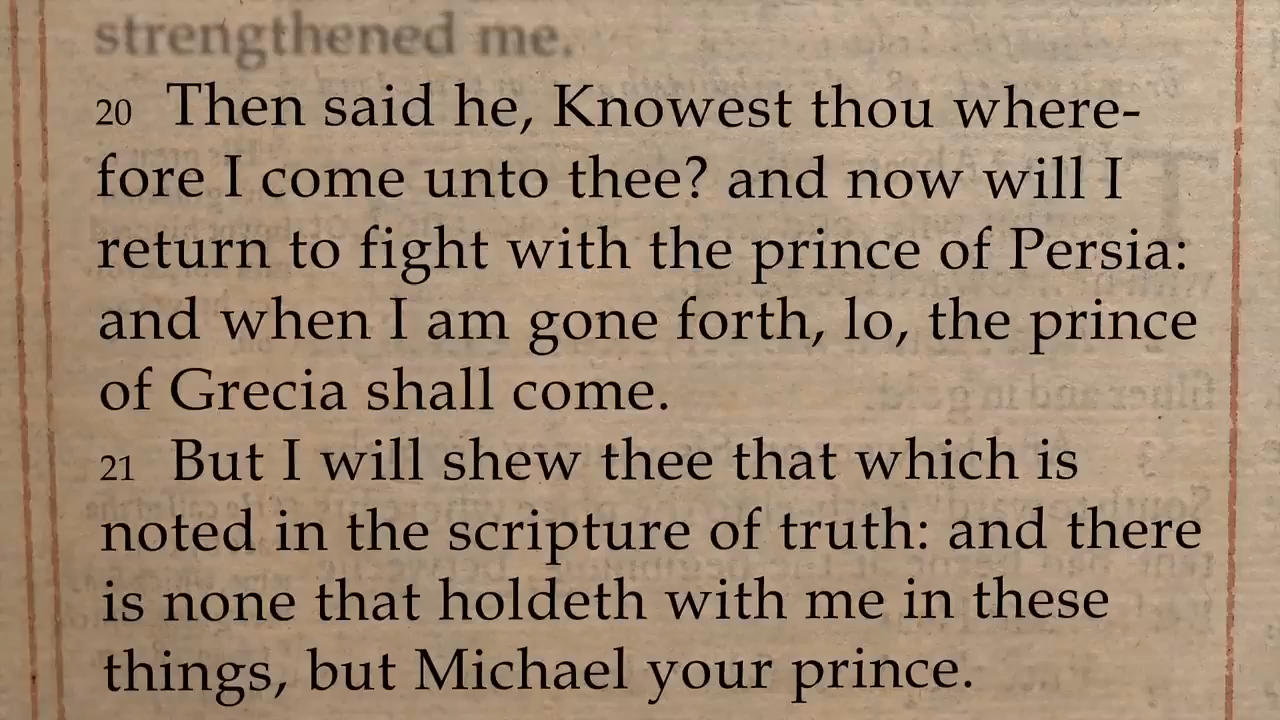 strengthened me.
20 Then said he, Knowest thou where-
fore I come unto thee? and now will I
return to fight with the prince of Persia:
and when I am gone forth, lo, the prince
of Grecia shall come.
21 But I will shew thee that which is
noted in the scripture of truth: and there
is none that holdeth with me in these
things, but Michael your prince.